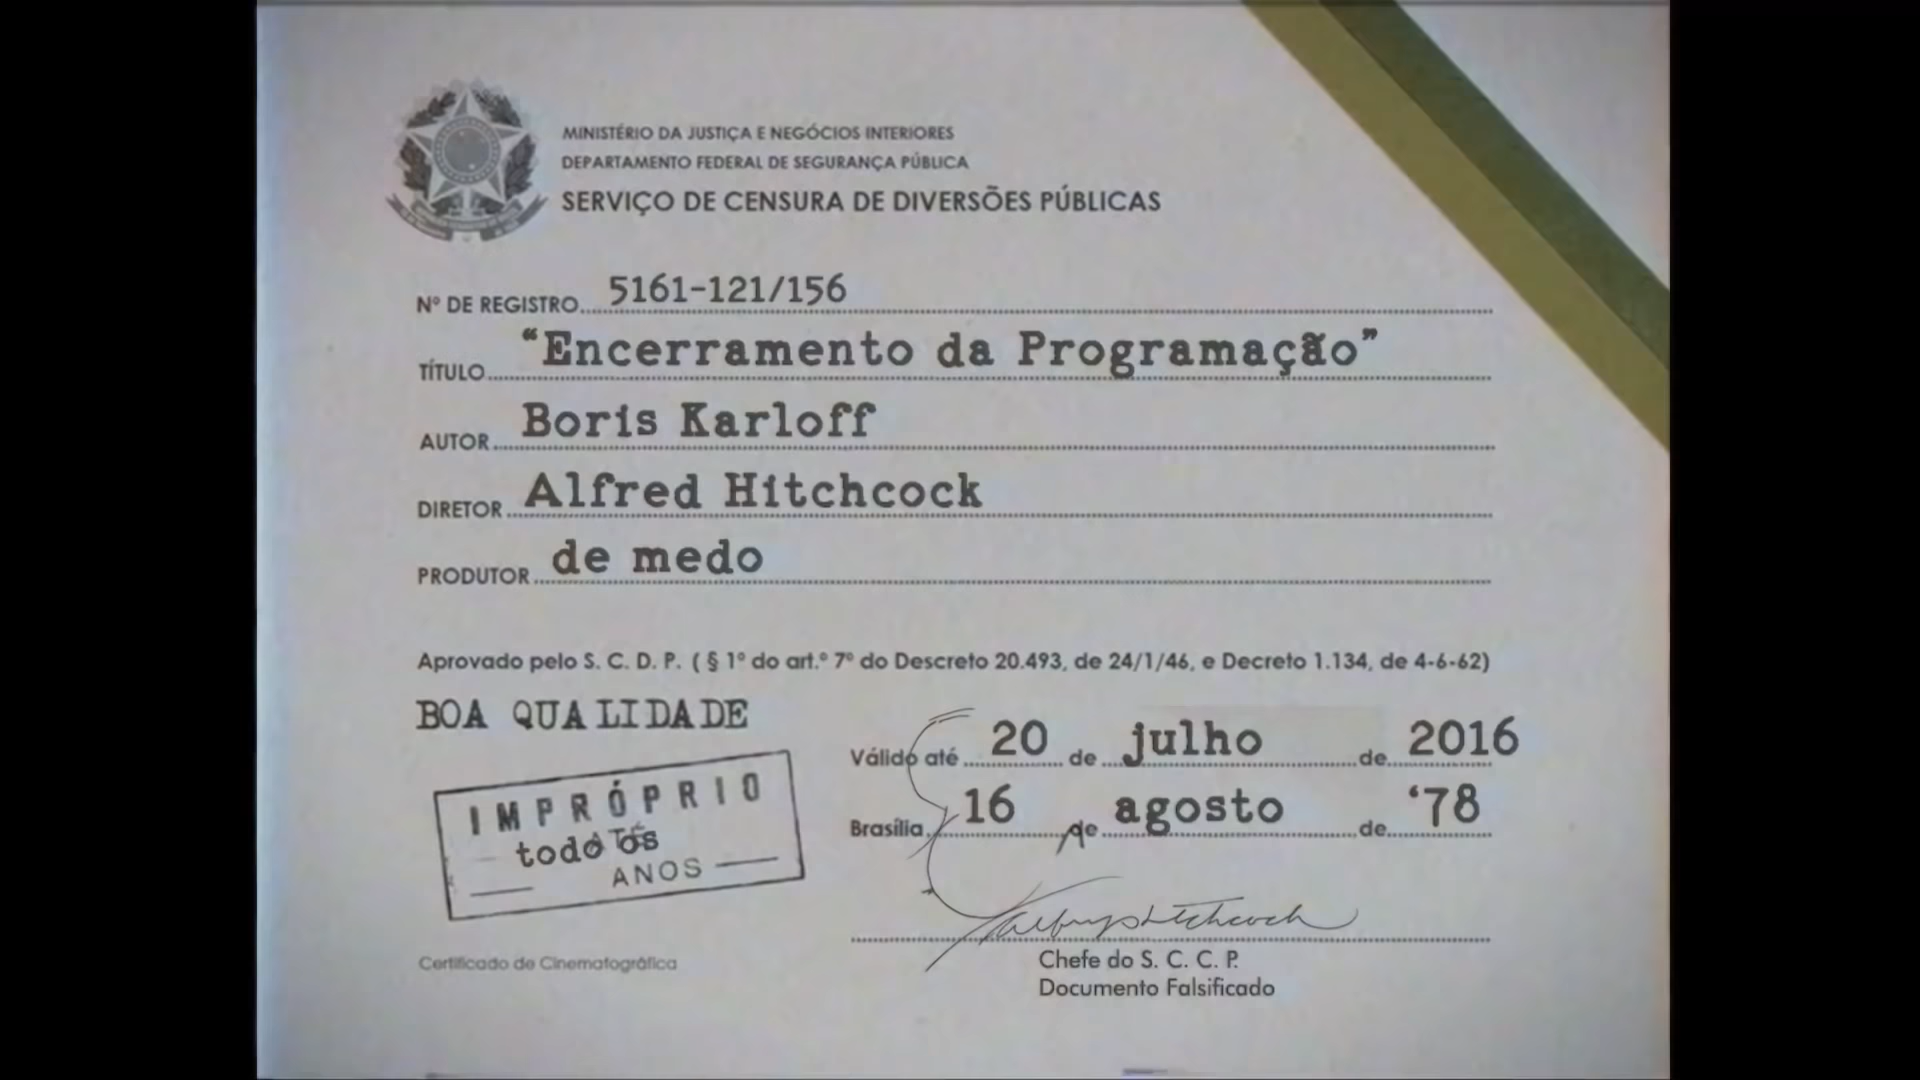 MINISTÉRIO DA JUSTIÇA E NEGÓCIOS INTERIORES
DEPARTAMENTO FEDERAL DE SEGURANÇA PÚBLICA
SERVIÇO DE CENSURA DE DIVERSÕES PÚBLICAS
Nº DE REGISTRO 5161-121/156
TÍTULO “Encerramento da Programação”
AUTOR Boris Karloff
DIRETOR Alfred Hitchcock
PRODUTOR de medo
Aprovado pelo S. C. D. P. ( § 1º do art.º 7º do Descreto 20.493, de 24/1/46, e Decreto 1.134, de 4-6-62)
BOA QUALIDADE
Válido até 20 de julho de 2016
Brasília, 16 de agosto de ‘78
IMPRÓPRIO
ATÉ
todo os
ANOS
Chefe do S. C. C. P.
Documento Falsificado
Certificado de Cinematográfica